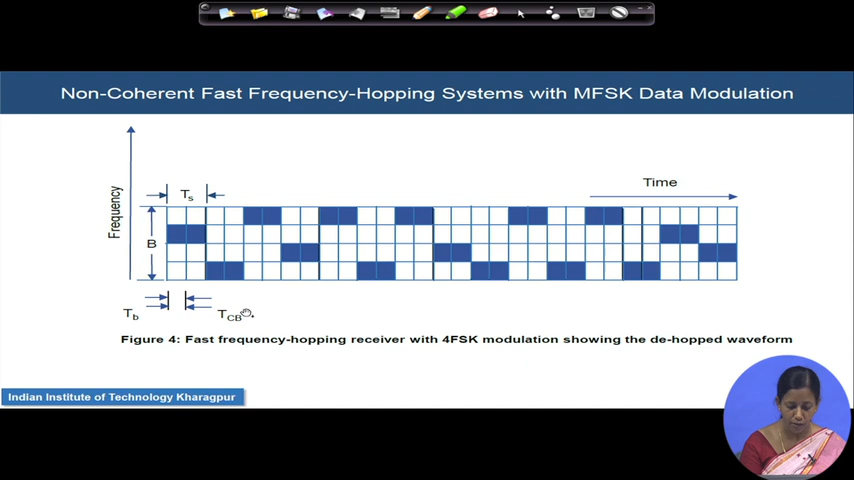 Non-Coherent Fast Frequency-Hopping Systems with MFSK Data Modulation
Frequency
Ts
Time
B
Tb
TCB
Figure 4: Fast frequency-hopping receiver with 4FSK modulation showing the de-hopped waveform
Indian Institute of Technology Kharagpur